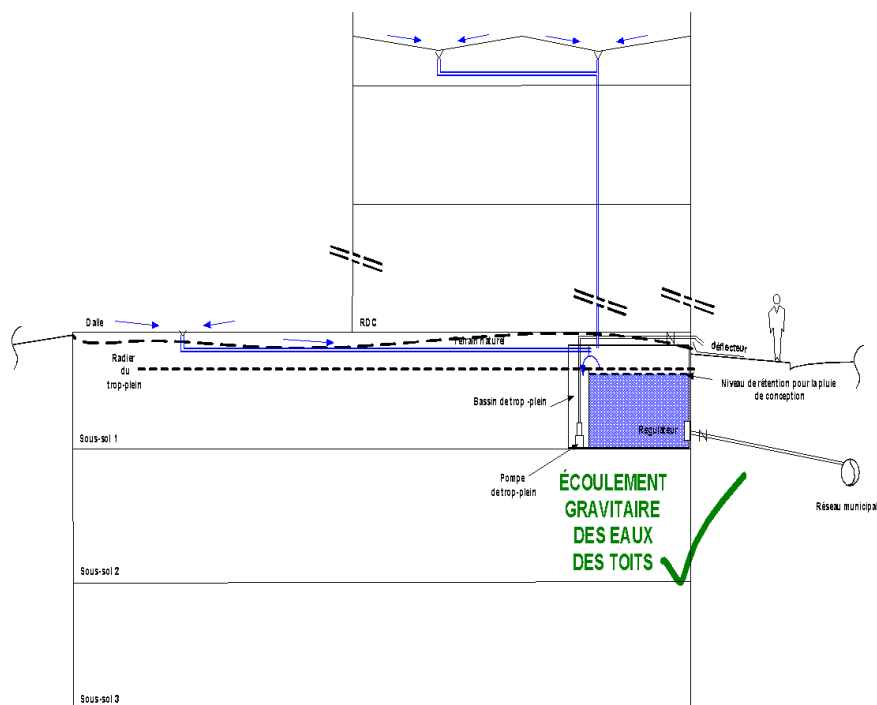 Dalle
RDC
Terrain nature
déflecteur
Radier
du
trop-plein
Niveau de rétention pour la pluie
de conception
Bassin de trop -plein
Régulateur
Sous-sol 1
Pompe
de trop-plein
ÉCOULEMENT
GRAVITAIRE
DES EAUX
DES TOITS
Réseau municipal
Sous-sol 2
Sous-sol 3